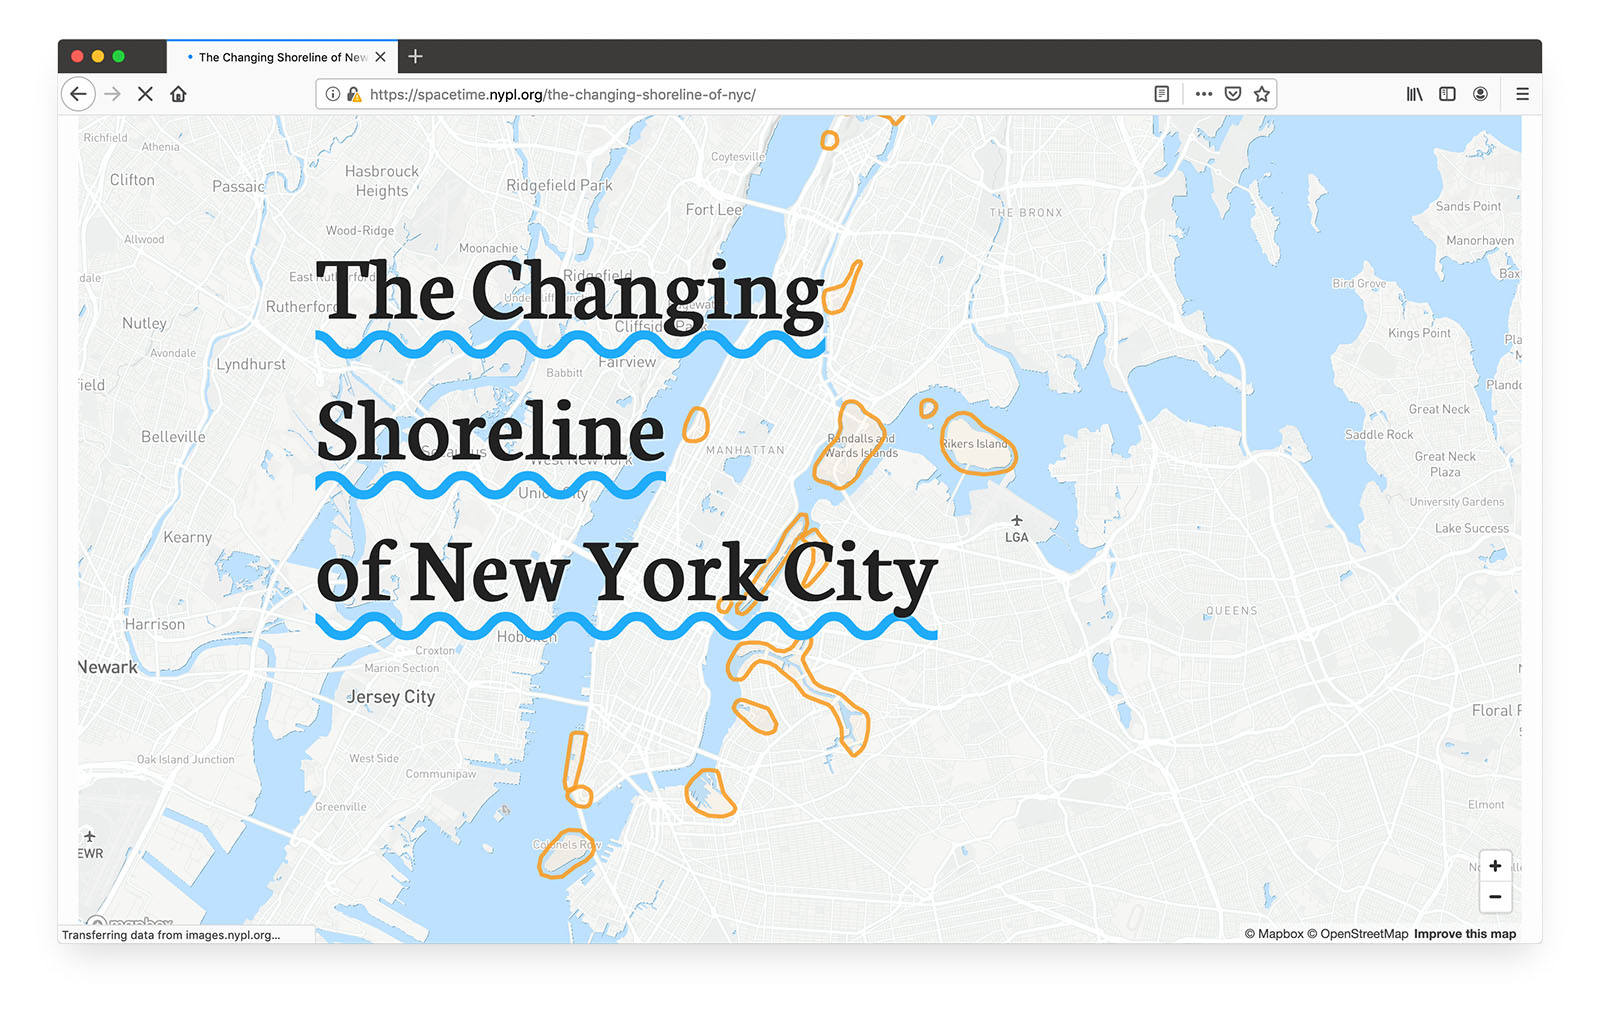 The Changing Shoreline of New
https://spacetime.nypl.org/the-changing-shoreline-of-nyc/
Richfield
Athenia
Clifton
Passaic
Hasbrouck
Heights
Coytesville
Ridgefield Park
Fort Lee
THE BRONX
Sands Point
Allwood
Wood-Ridge
Moonachie
Manorhaven
dale
Ridgefield
Bird Grove
Rutherford
The Changing
Nutley
Cliffside Park
Kings Point
Avondale
Lyndhurst
Fairview
Babbitt
ield
Great Neck
Belleville
Shoreline
MANHATTAN
Randalls and
Wards Islands
Rikers Island
Saddle Rock
Great Neck
Plaza
West New York
Union City
University Gardens
LGA
Lake Success
Kearny
of New York City
QUEENS
Harrison
Hoboken
Croxton
Marion Section
Newark
Jersey City
Floral F
Oak Island Junction
West Side
Communipaw
Greenville
Elmont
EWR
Colonels Row
+
−
mapbox
Transferring data from images.nypl.org...
© Mapbox © OpenStreetMap Improve this map